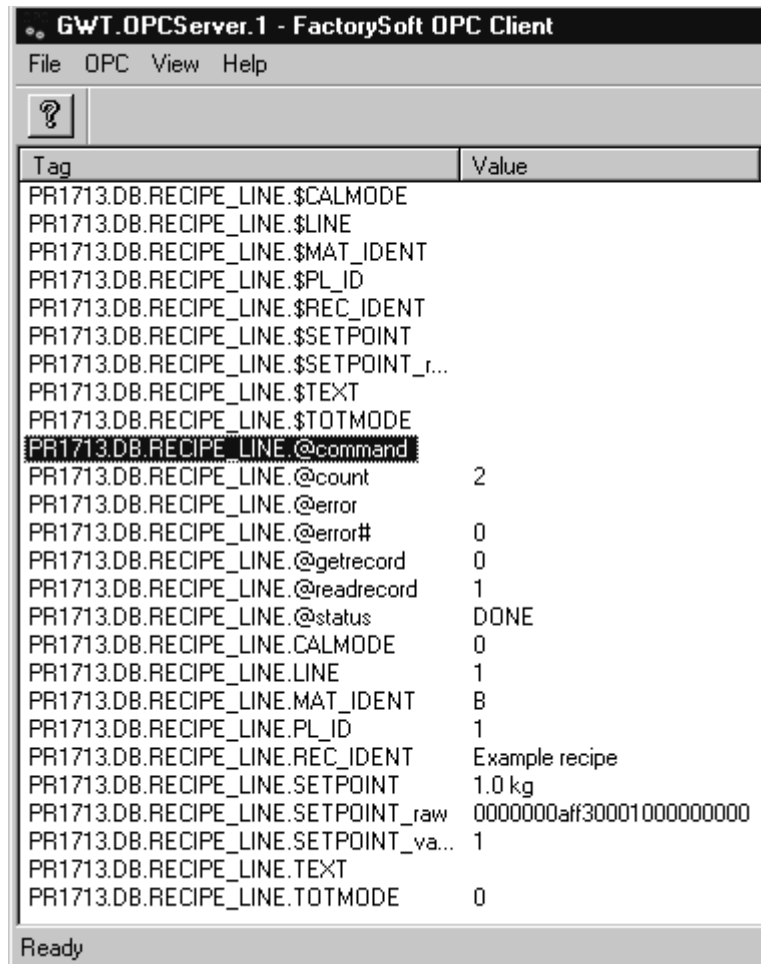 GWT.OPCServer.1 - FactorySoft OPC Client
File OPC View Help
?
Tag Value
PR1713.DB.RECIPE_LINE.$CALMODE
PR1713.DB.RECIPE_LINE.$LINE
PR1713.DB.RECIPE_LINE.$MAT_IDENT
PR1713.DB.RECIPE_LINE.$PL_ID
PR1713.DB.RECIPE_LINE.$REC_IDENT
PR1713.DB.RECIPE_LINE.$SETPOINT
PR1713.DB.RECIPE_LINE.$SETPOINT_r...
PR1713.DB.RECIPE_LINE.$TEXT
PR1713.DB.RECIPE_LINE.$TOTMODE
PR1713.DB.RECIPE_LINE.@command
PR1713.DB.RECIPE_LINE.@count 2
PR1713.DB.RECIPE_LINE.@error
PR1713.DB.RECIPE_LINE.@error# 0
PR1713.DB.RECIPE_LINE.@getrecord 0
PR1713.DB.RECIPE_LINE.@readrecord 1
PR1713.DB.RECIPE_LINE.@status DONE
PR1713.DB.RECIPE_LINE.CALMODE 0
PR1713.DB.RECIPE_LINE.LINE 1
PR1713.DB.RECIPE_LINE.MAT_IDENT B
PR1713.DB.RECIPE_LINE.PL_ID 1
PR1713.DB.RECIPE_LINE.REC_IDENT Example recipe
PR1713.DB.RECIPE_LINE.SETPOINT 1.0 kg
PR1713.DB.RECIPE_LINE.SETPOINT_raw 0000000aff30001000000000
PR1713.DB.RECIPE_LINE.SETPOINT_va... 1
PR1713.DB.RECIPE_LINE.TEXT
PR1713.DB.RECIPE_LINE.TOTMODE 0
Ready